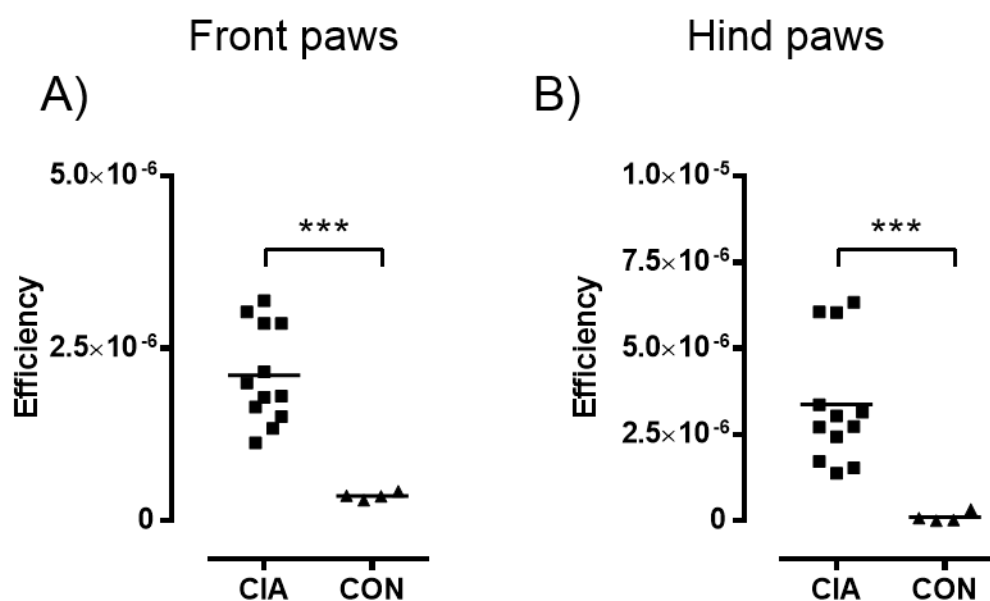 Front paws
Hind paws
A)
B)
5.0×10⁻⁶
2.5×10⁻⁶
0
Efficiency
***
CIA
CON
1.0×10⁻⁵
7.5×10⁻⁶
5.0×10⁻⁶
2.5×10⁻⁶
0
Efficiency
***
CIA
CON